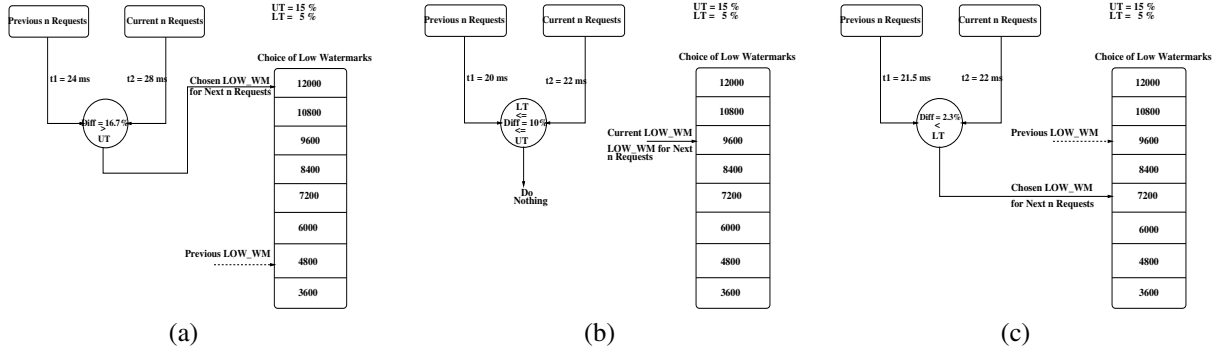 UT = 15 %
LT = 5 %
Previous n Requests
Current n Requests
Choice of Low Watermarks
t1 = 24 ms
t2 = 28 ms
Chosen LOW_WM
for Next n Requests
Diff = 16.7%
>
UT
Previous LOW_WM
12000
10800
9600
8400
7200
6000
4800
3600
(a)
UT = 15 %
LT = 5 %
Previous n Requests
Current n Requests
Choice of Low Watermarks
t1 = 20 ms
t2 = 22 ms
LT
<=
Diff = 10%
<=
UT
Current LOW_WM
LOW_WM for Next
n Requests
Do
Nothing
12000
10800
9600
8400
7200
6000
4800
3600
(b)
UT = 15 %
LT = 5 %
Previous n Requests
Current n Requests
Choice of Low Watermarks
t1 = 21.5 ms
t2 = 22 ms
Diff = 2.3%
<
LT
Previous LOW_WM
Chosen LOW_WM
for Next n Requests
12000
10800
9600
8400
7200
6000
4800
3600
(c)